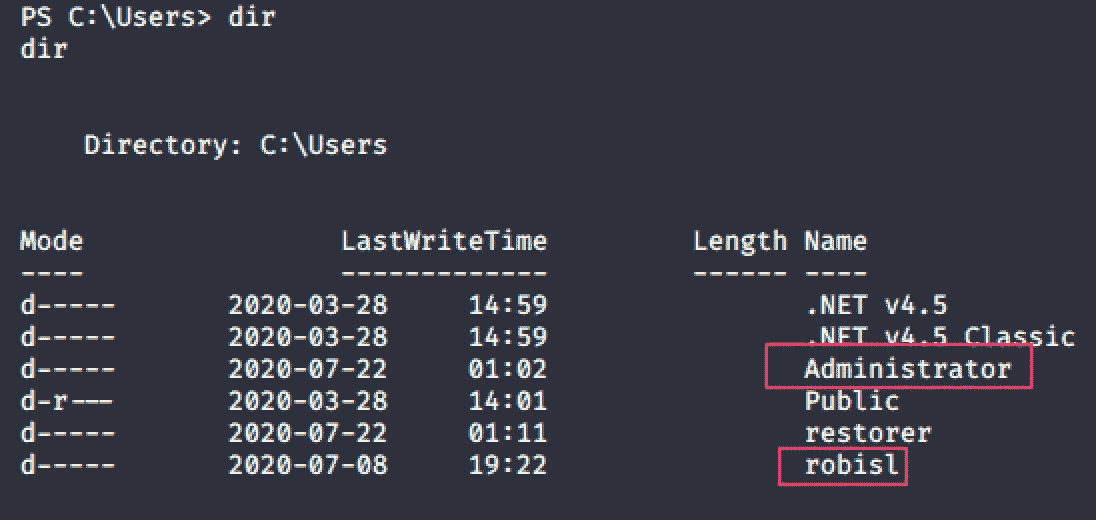 PS C:\Users> dir
dir
Directory: C:\Users
Mode LastWriteTime Length Name
---- ------------- ------ ----
d----- 2020-03-28 14:59 .NET v4.5
d----- 2020-03-28 14:59 .NET v4.5 Classic
d----- 2020-07-22 01:02 Administrator
d-r--- 2020-03-28 14:01 Public
d----- 2020-07-22 01:11 restorer
d----- 2020-07-08 19:22 robisl